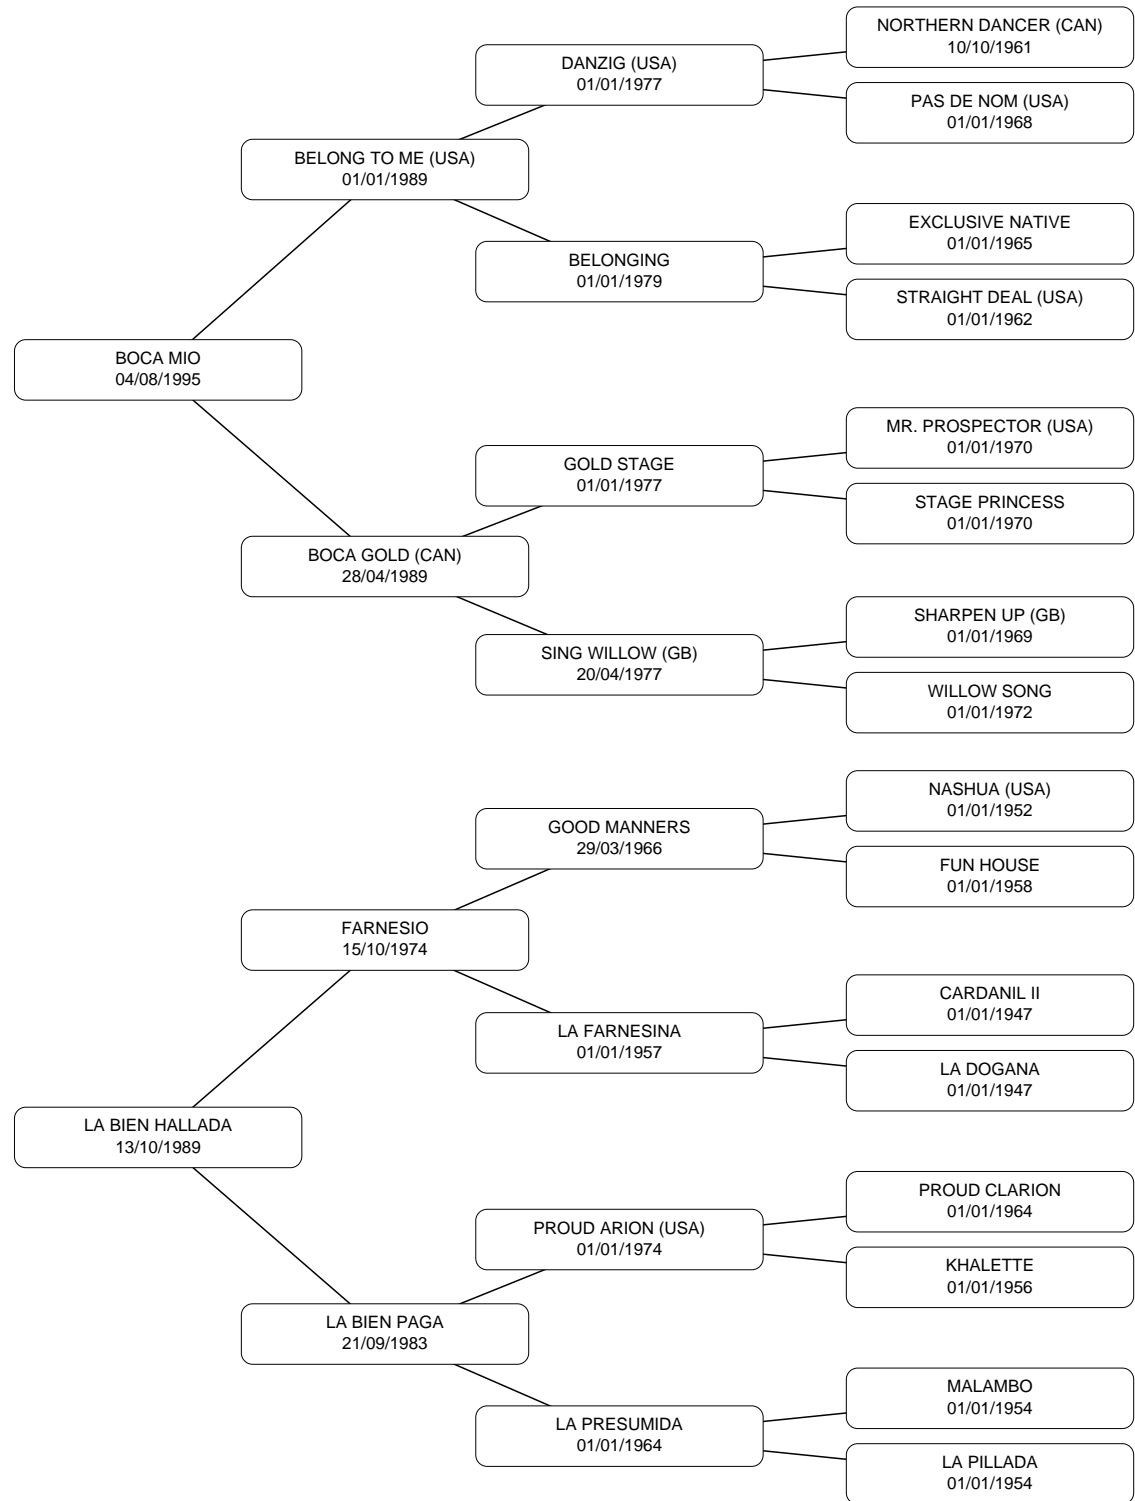 NORTHERN DANCER (CAN)
10/10/1961
DANZIG (USA)
01/01/1977
PAS DE NOM (USA)
01/01/1968
BELONG TO ME (USA)
01/01/1989
EXCLUSIVE NATIVE
01/01/1965
BELONGING
01/01/1979
STRAIGHT DEAL (USA)
01/01/1962
BOCA MIO
04/08/1995
MR. PROSPECTOR (USA)
01/01/1970
GOLD STAGE
01/01/1977
STAGE PRINCESS
01/01/1970
BOCA GOLD (CAN)
28/04/1989
SHARPEN UP (GB)
01/01/1969
SING WILLOW (GB)
20/04/1977
WILLOW SONG
01/01/1972
NASHUA (USA)
01/01/1952
GOOD MANNERS
29/03/1966
FUN HOUSE
01/01/1958
FARNESIO
15/10/1974
CARDANIL II
01/01/1947
LA FARNESINA
01/01/1957
LA DOGANA
01/01/1947
LA BIEN HALLADA
13/10/1989
PROUD CLARION
01/01/1964
PROUD ARION (USA)
01/01/1974
KHALETTE
01/01/1956
LA BIEN PAGA
21/09/1983
MALAMBO
01/01/1954
LA PRESUMIDA
01/01/1964
LA PILLADA
01/01/1954